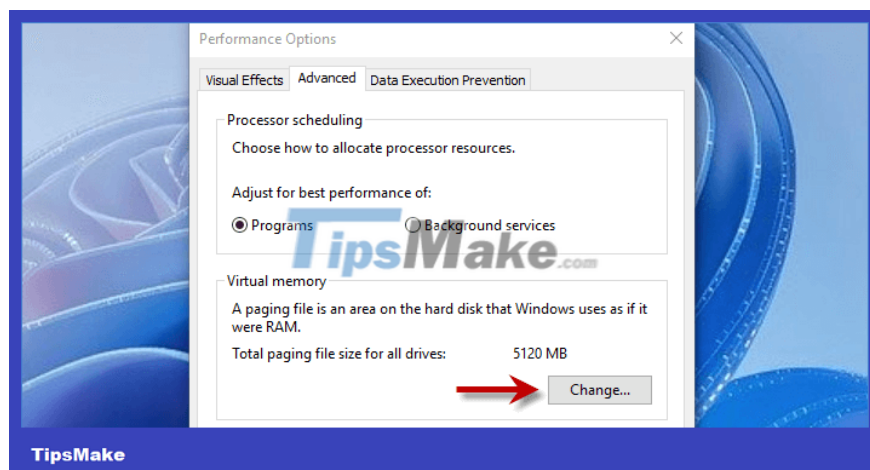 Performance Options
Visual Effects Advanced Data Execution Prevention
Processor scheduling
Choose how to allocate processor resources.
Adjust for best performance of:
Programs Background services
TipsMake.com
Virtual memory
A paging file is an area on the hard disk that Windows uses as if it
were RAM.
Total paging file size for all drives: 5120 MB
Change...
TipsMake